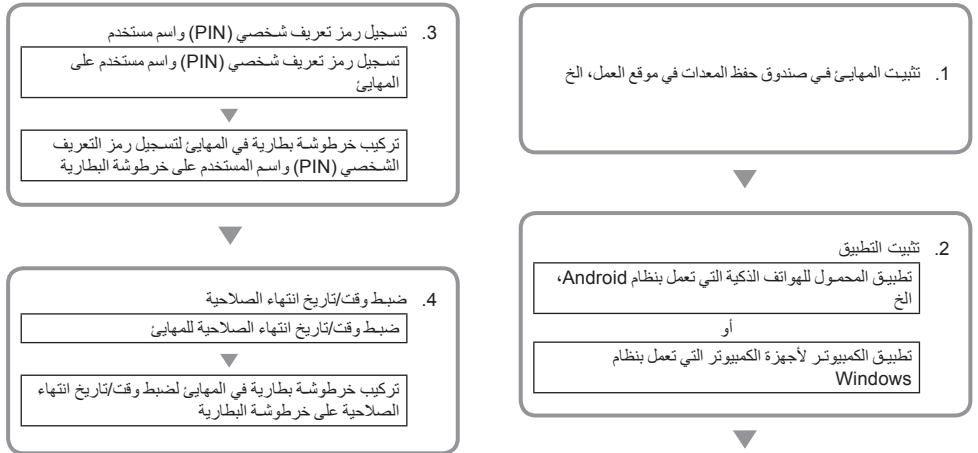 1. تثبيت المهايئ في صندوق حفظ المعدات في موقع العمل، الخ
2. تثبيت التطبيق
تطبيق المحمول للهواتف الذكية التي تعمل بنظام Android،
الخ
أو
تطبيق الكمبيوتر لأجهزة الكمبيوتر التي تعمل بنظام
Windows
3. تسجيل رمز تعريف شخصي (PIN) واسم مستخدم
تسجيل رمز تعريف شخصي (PIN) واسم مستخدم على
المهايئ
تركيب خرطوشة بطارية في المهايئ لتسجيل رمز التعريف
الشخصي (PIN) واسم المستخدم على خرطوشة البطارية
4. ضبط وقت/تاريخ انتهاء الصلاحية
ضبط وقت/تاريخ انتهاء الصلاحية للمهايئ
تركيب خرطوشة بطارية في المهايئ لضبط وقت/تاريخ انتهاء
الصلاحية على خرطوشة البطارية